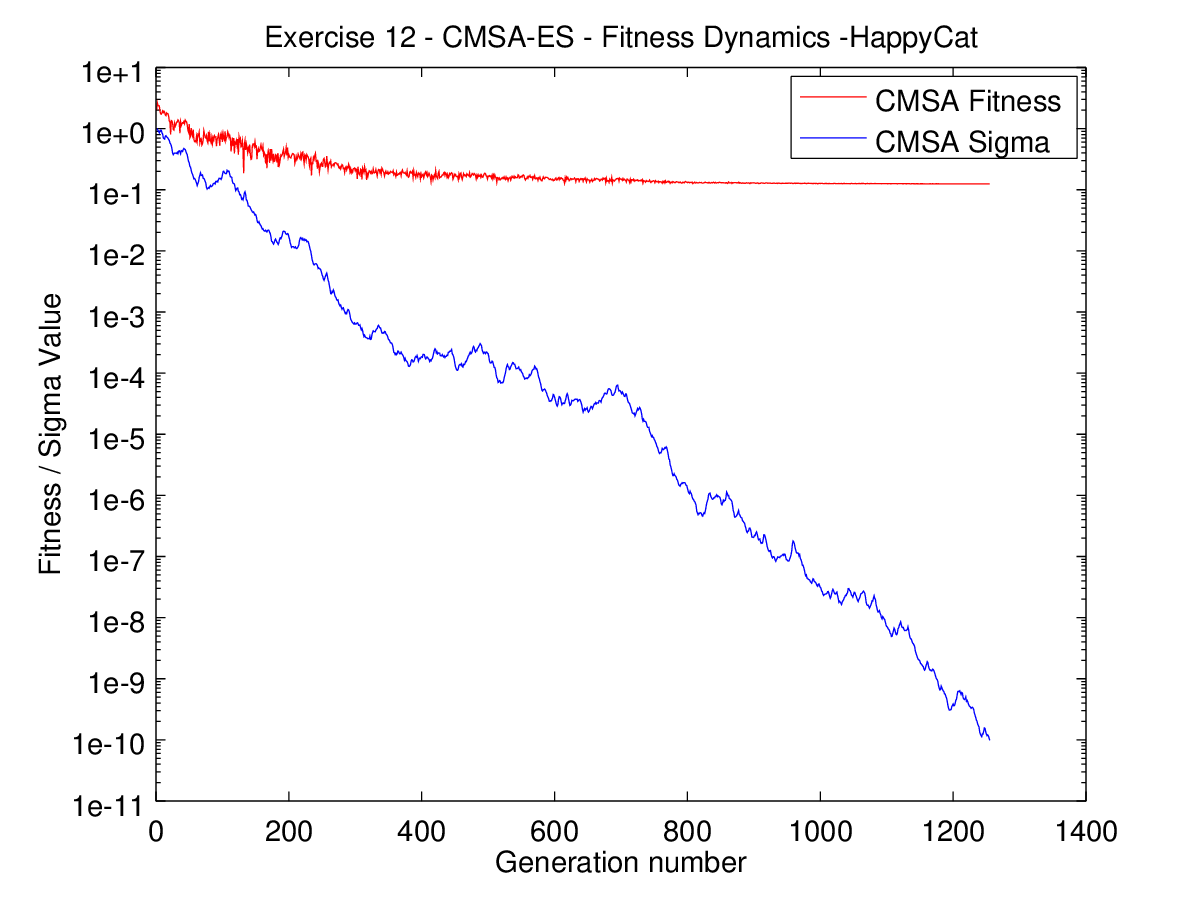 Exercise 12 - CMSA-ES - Fitness Dynamics -HappyCat
CMSA Fitness
CMSA Sigma
Fitness / Sigma Value
1e+1
1e+0
1e-1
1e-2
1e-3
1e-4
1e-5
1e-6
1e-7
1e-8
1e-9
1e-10
1e-11
0 200 400 600 800 1000 1200 1400
Generation number